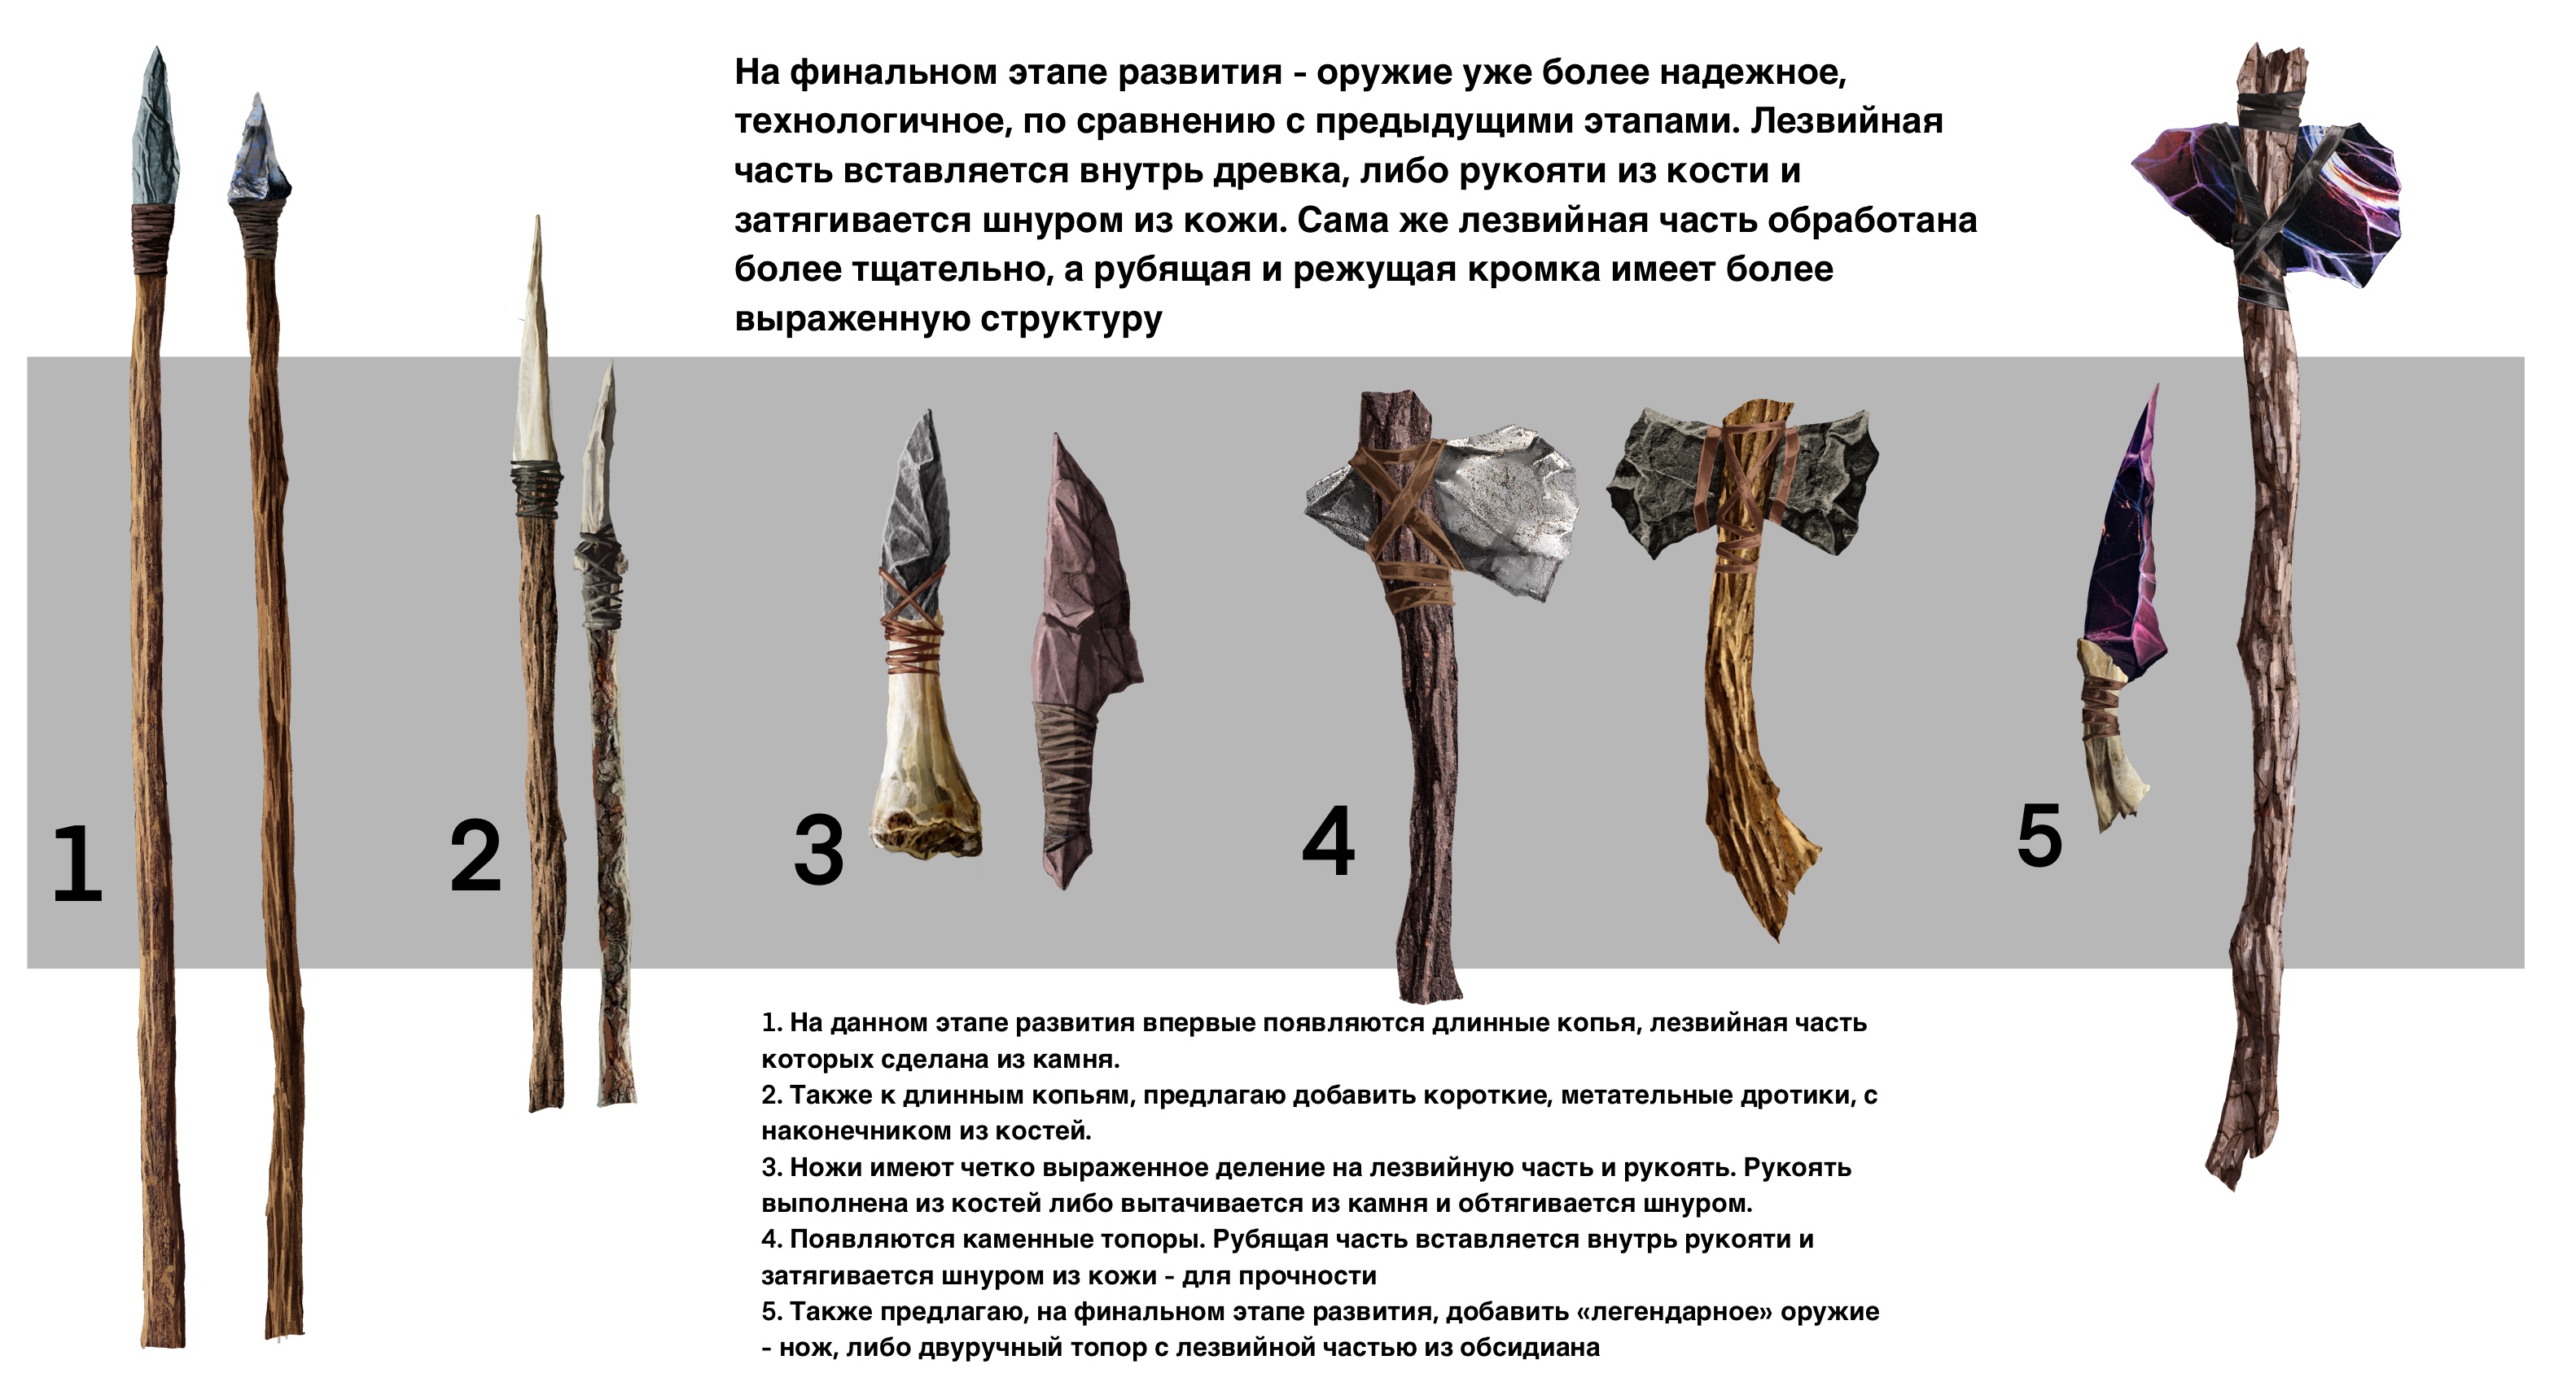 На финальном этапе развития - оружие уже более надежное,
технологичное, по сравнению с предыдущими этапами. Лезвийная
часть вставляется внутрь древка, либо рукояти из кости и
затягивается шнуром из кожи. Сама же лезвийная часть обработана
более тщательно, а рубящая и режущая кромка имеет более
выраженную структуру
1
2
3
4
5
1. На данном этапе развития впервые появляются длинные копья, лезвийная часть
которых сделана из камня.
2. Также к длинным копьям, предлагаю добавить короткие, метательные дротики, с
наконечником из костей.
3. Ножи имеют четко выраженное деление на лезвийную часть и рукоять. Рукоять
выполнена из костей либо вытачивается из камня и обтягивается шнуром.
4. Появляются каменные топоры. Рубящая часть вставляется внутрь рукояти и
затягивается шнуром из кожи - для прочности
5. Также предлагаю, на финальном этапе развития, добавить «легендарное» оружие
- нож, либо двуручный топор с лезвийной частью из обсидиана